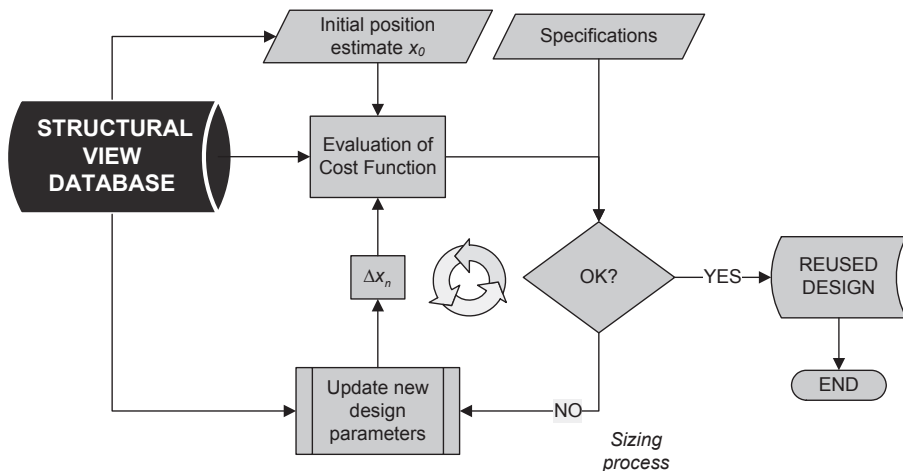 Initial position
estimate x₀
Specifications
STRUCTURAL
VIEW
DATABASE
Evaluation of
Cost Function
Δxₙ
OK?
YES
REUSED
DESIGN
END
Update new
design
parameters
NO
Sizing
process